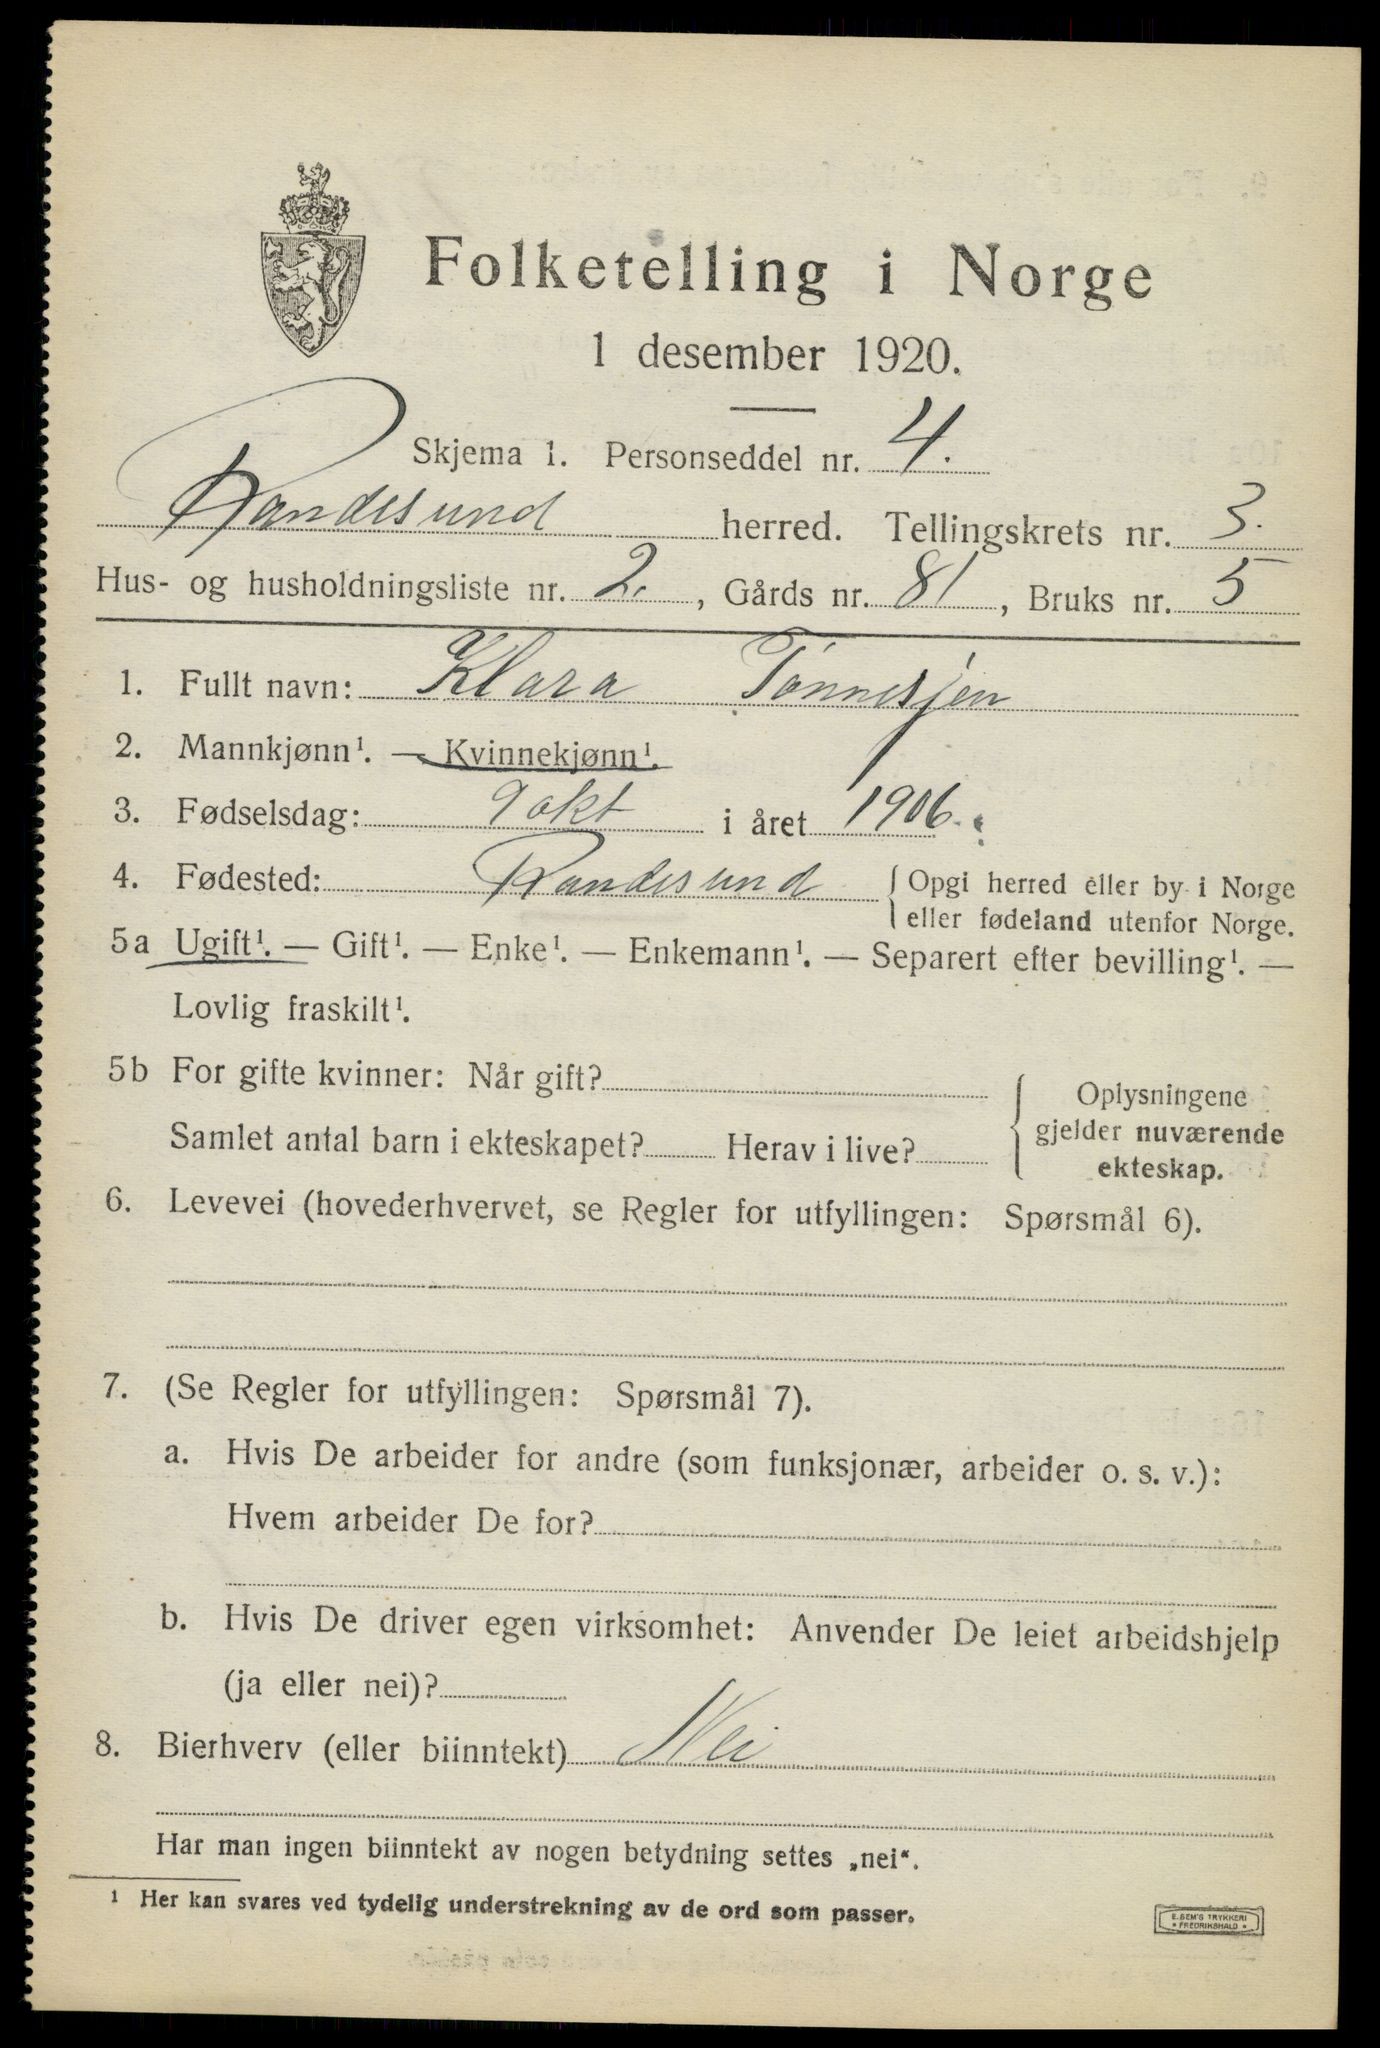 Folketelling i Norge
1 desember 1920.
Skjema 1. Personseddel nr. 4.
Randesund herred. Tellingskrets nr. 3.
Hus- og husholdningsliste nr. 2. , Gårds nr. 81 , Bruks nr. 5
1. Fullt navn: Klara Tønnesjen
2. Mannkjønn¹. — Kvinnekjønn¹.
3. Fødselsdag: 9 okt i året 1906.
4. Fødested: Randesund { Opgi herred eller by i Norge
eller fødeland utenfor Norge.
5a Ugift¹. — Gift¹. — Enke¹. — Enkemann¹. — Separert efter bevilling¹. —
Lovlig fraskilt¹.
5b For gifte kvinner: Når gift?
Oplysningene
Samlet antal barn i ekteskapet? Herav i live? gjelder nuværende
ekteskap.
6. Levevei (hovederhvervet, se Regler for utfyllingen: Spørsmål 6).
7. (Se Regler for utfyllingen: Spørsmål 7).
a. Hvis De arbeider for andre (som funksjonær, arbeider o. s. v.):
Hvem arbeider De for?
b. Hvis De driver egen virksomhet: Anvender De leiet arbeidshjelp
(ja eller nei)?
8. Bierhverv (eller biinntekt) Nei
Har man ingen biinntekt av nogen betydning settes „nei“.
¹ Her kan svares ved tydelig understrekning av de ord som passer.
E. SEM'S TRYKKERI
• FREDRIKSHALD •